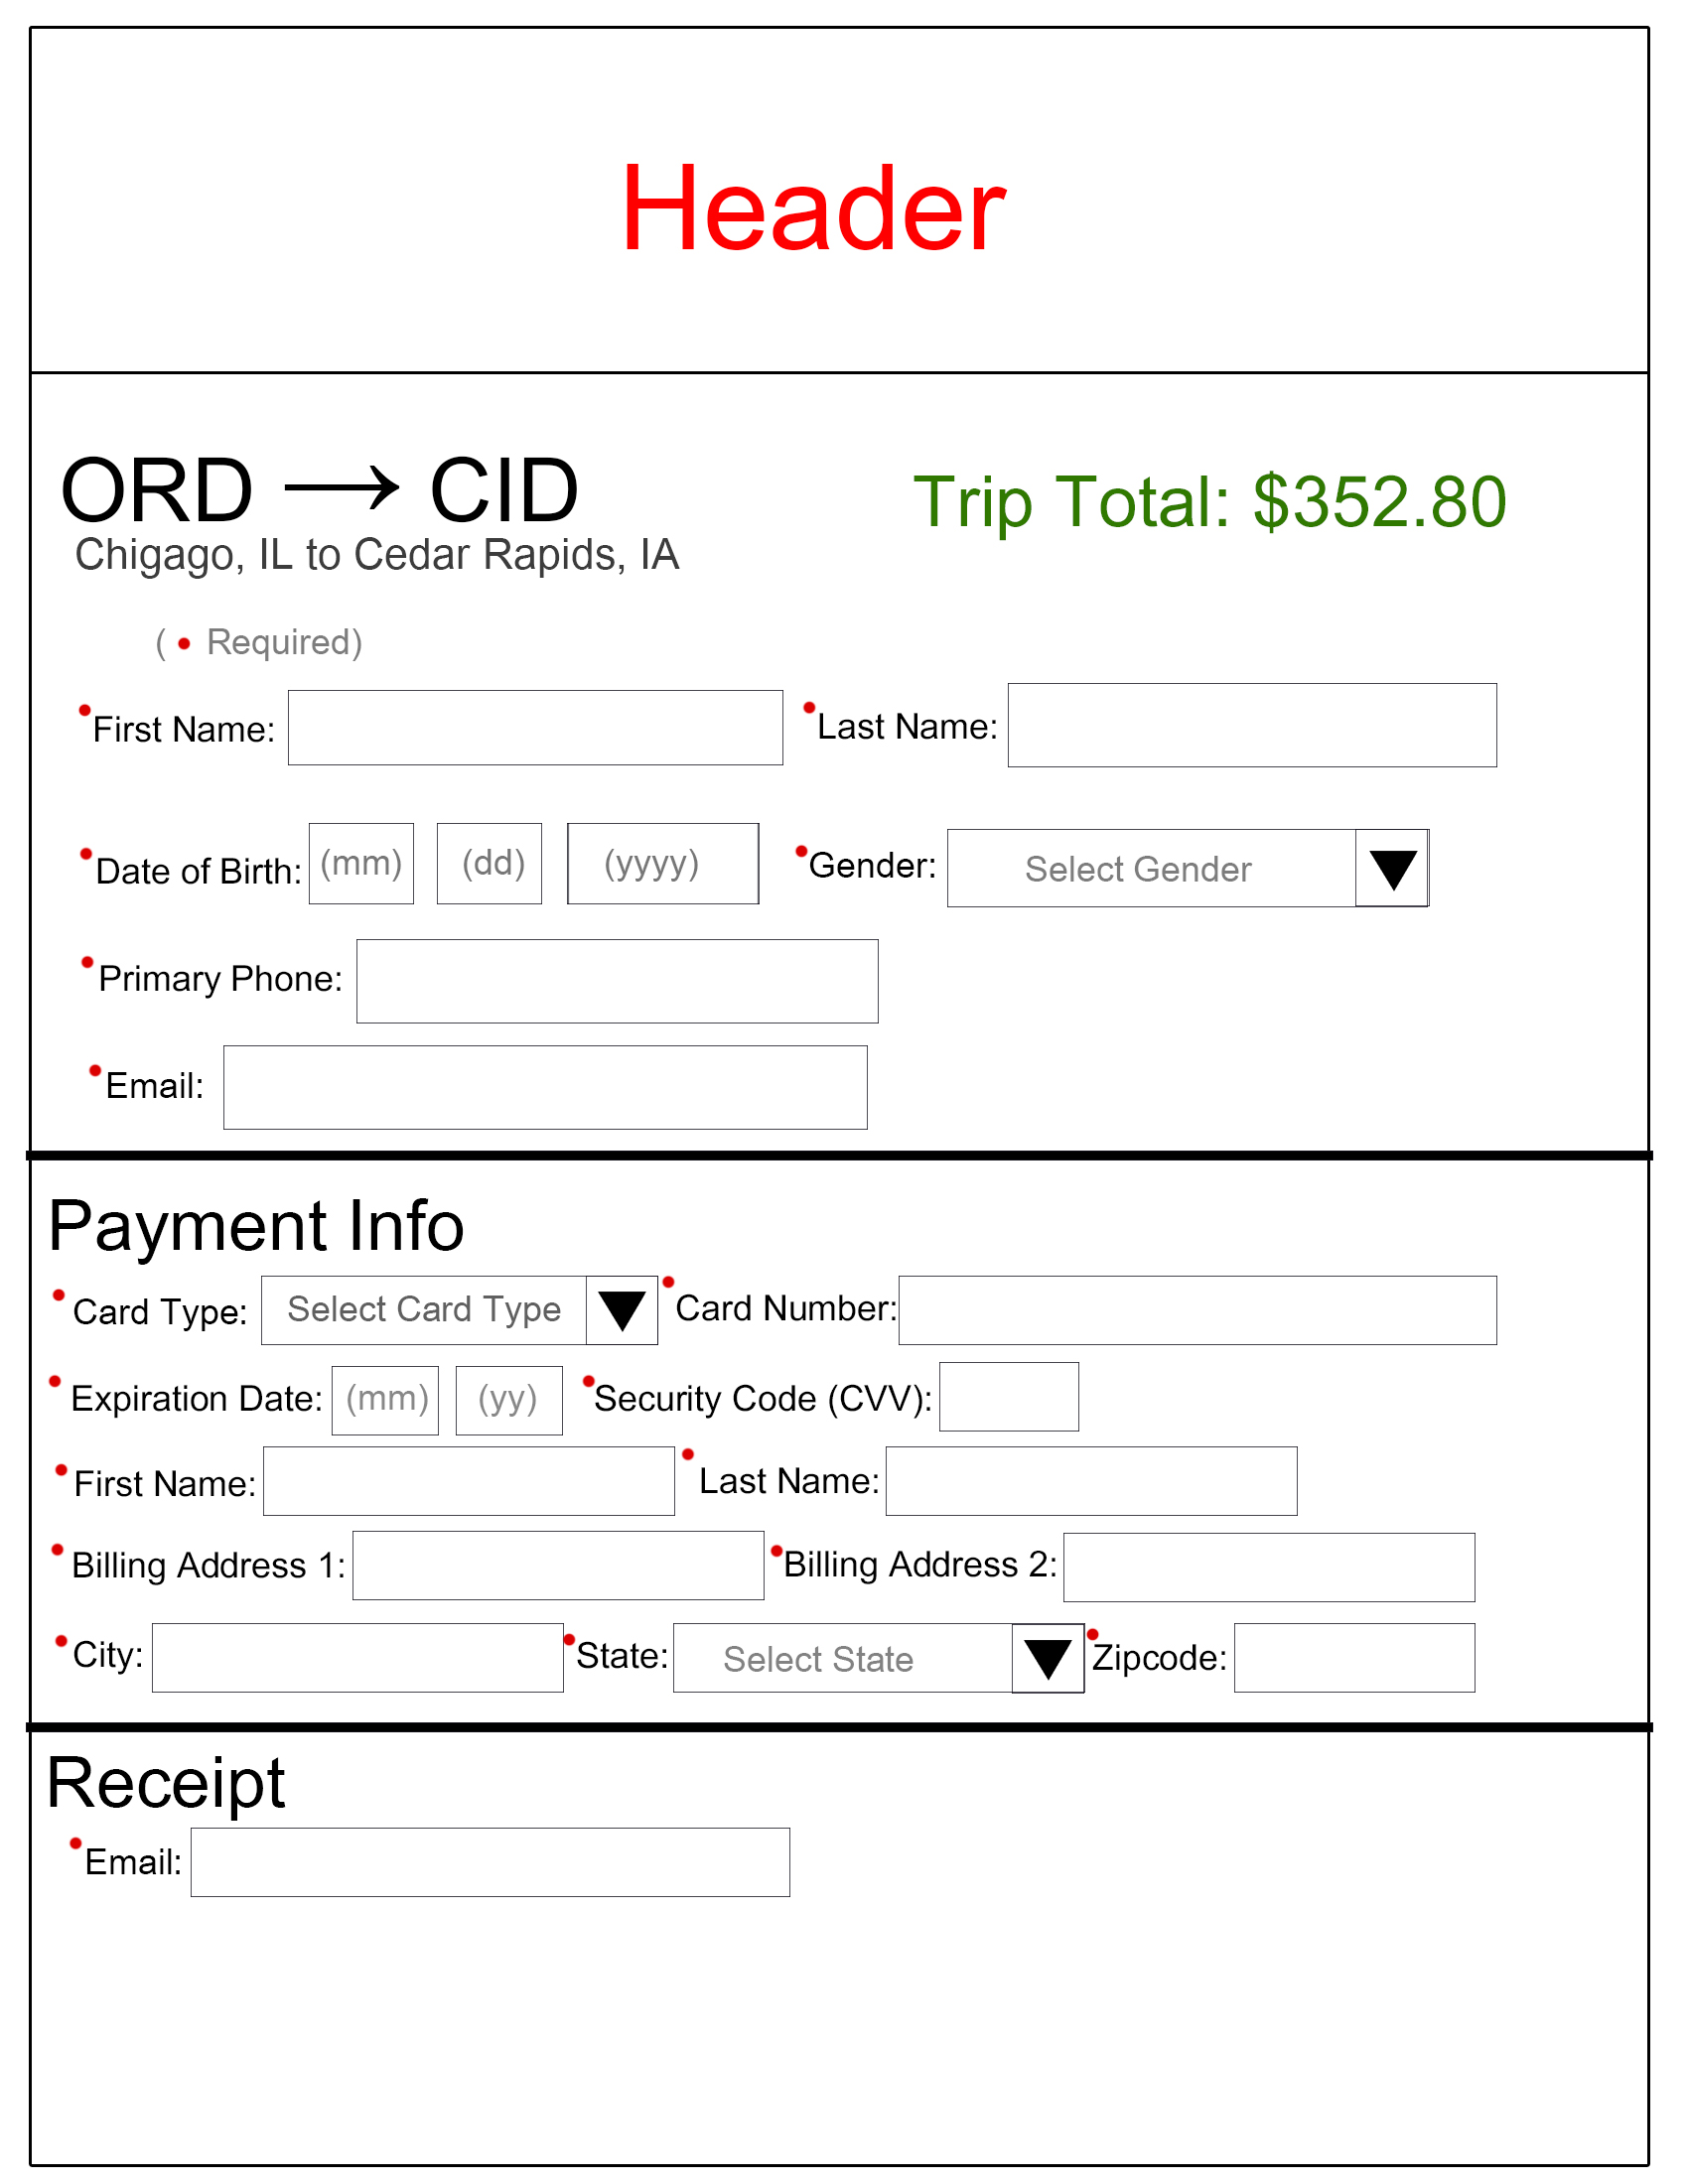 Header
ORD → CID
Trip Total: $352.80
Chigago, IL to Cedar Rapids, IA
( • Required)
•First Name: •Last Name:
•Date of Birth: (mm) (dd) (yyyy) •Gender: Select Gender
•Primary Phone:
•Email:
Payment Info
•Card Type: Select Card Type •Card Number:
•Expiration Date: (mm) (yy) •Security Code (CVV):
•First Name: •Last Name:
•Billing Address 1: •Billing Address 2:
•City: •State: Select State •Zipcode:
Receipt
•Email: